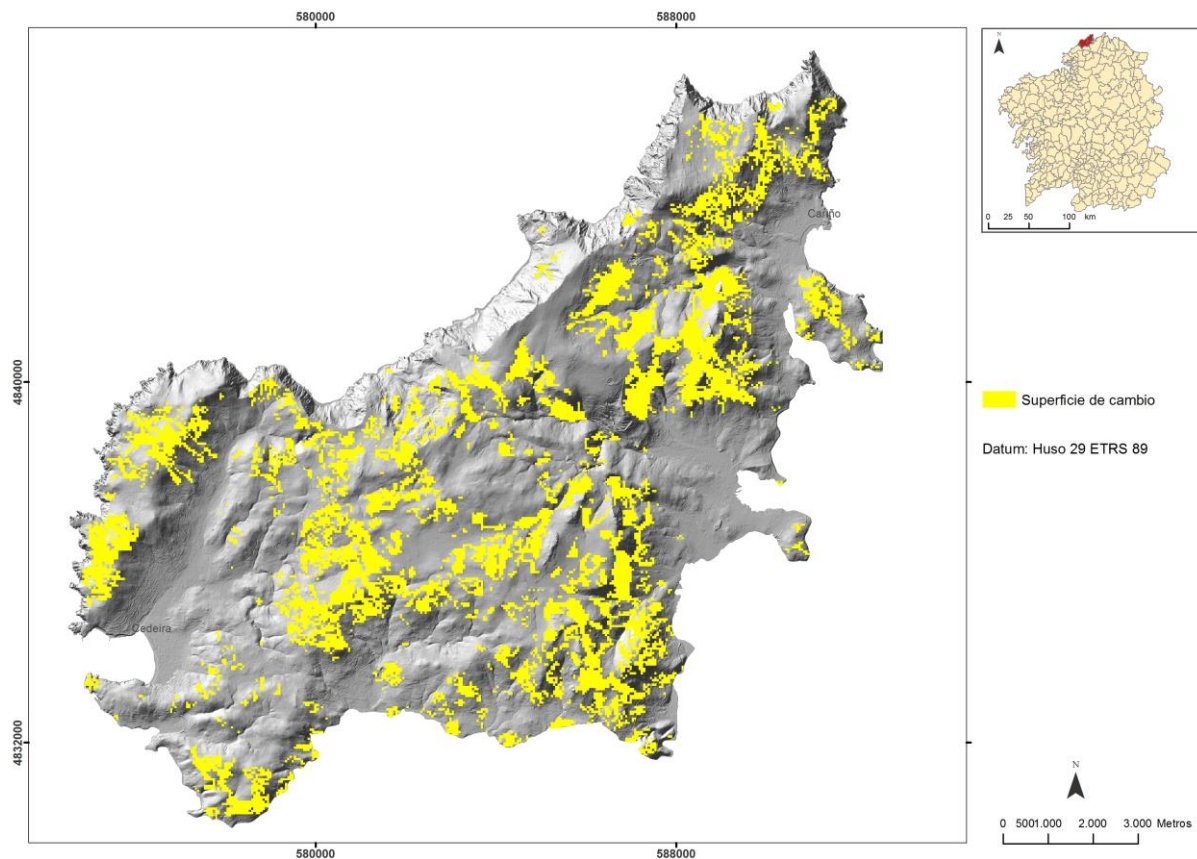 580000
588000
N
0 25 50 100 km
Cariño
4840000
4840000
Superficie de cambio
Datum: Huso 29 ETRS 89
Cedeira
4832000
N
0 5001.000 2.000 3.000 Metros
580000
588000